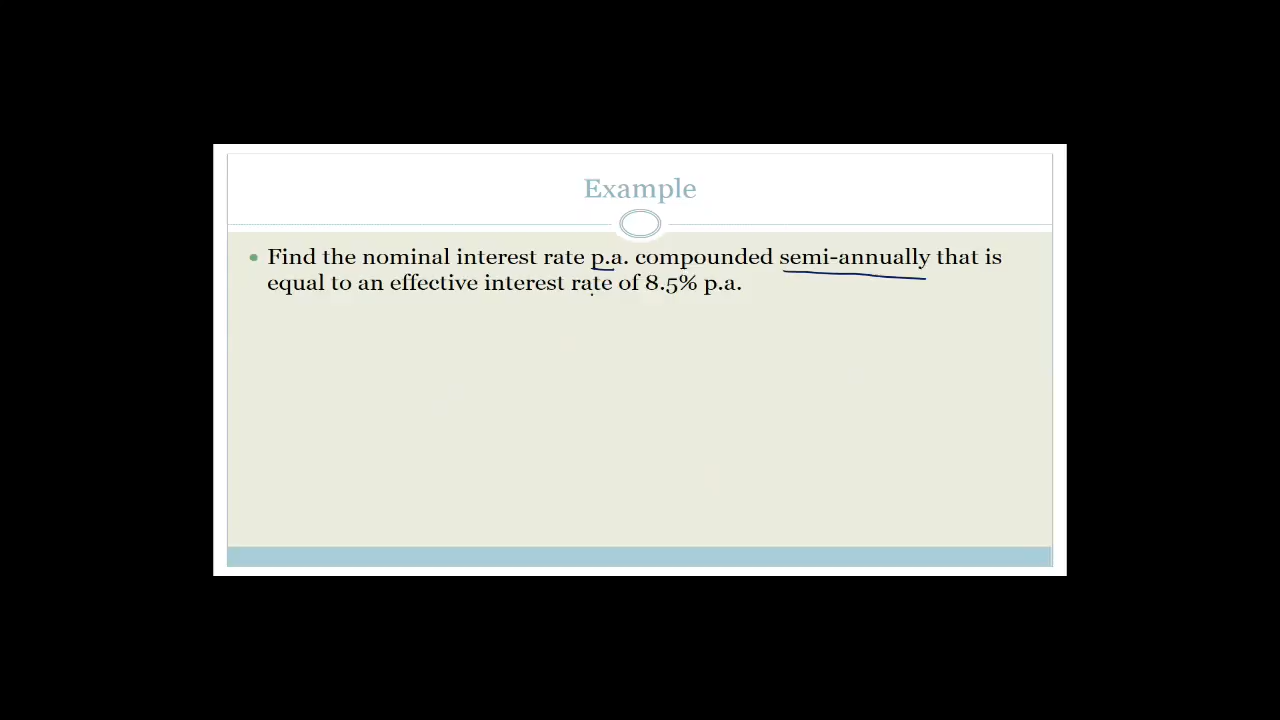 Example
Find the nominal interest rate p.a. compounded semi-annually that is
equal to an effective interest rate of 8.5% p.a.